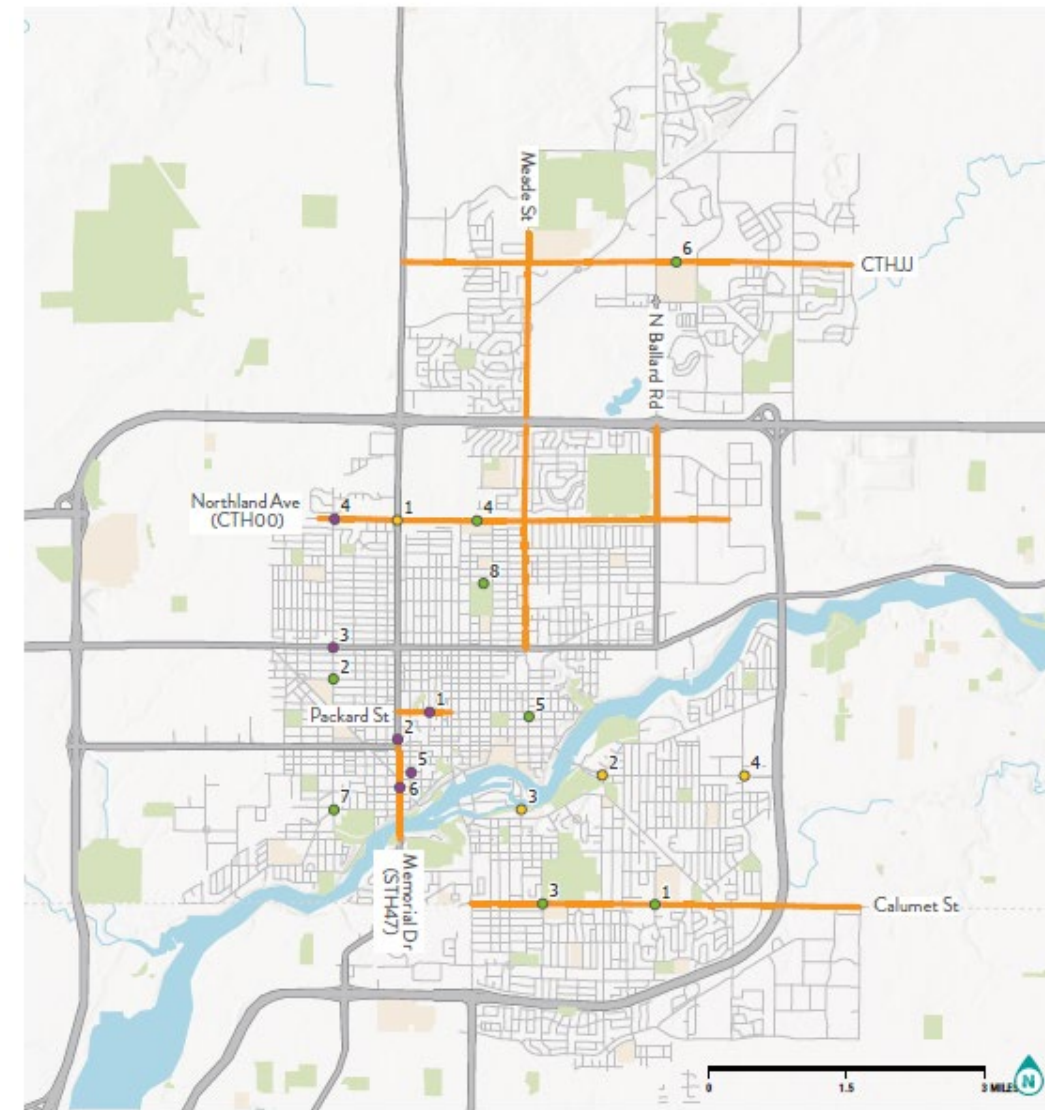 Meade St
6
CTHJJ
N Ballard Rd
Northland Ave
(CTH00)
4
1
4
8
3
2
Packard St
1
5
2
5
6
2
4
7
3
Memorial Dr
(STH47)
3
1
Calumet St
0
1.5
3 MILES
N